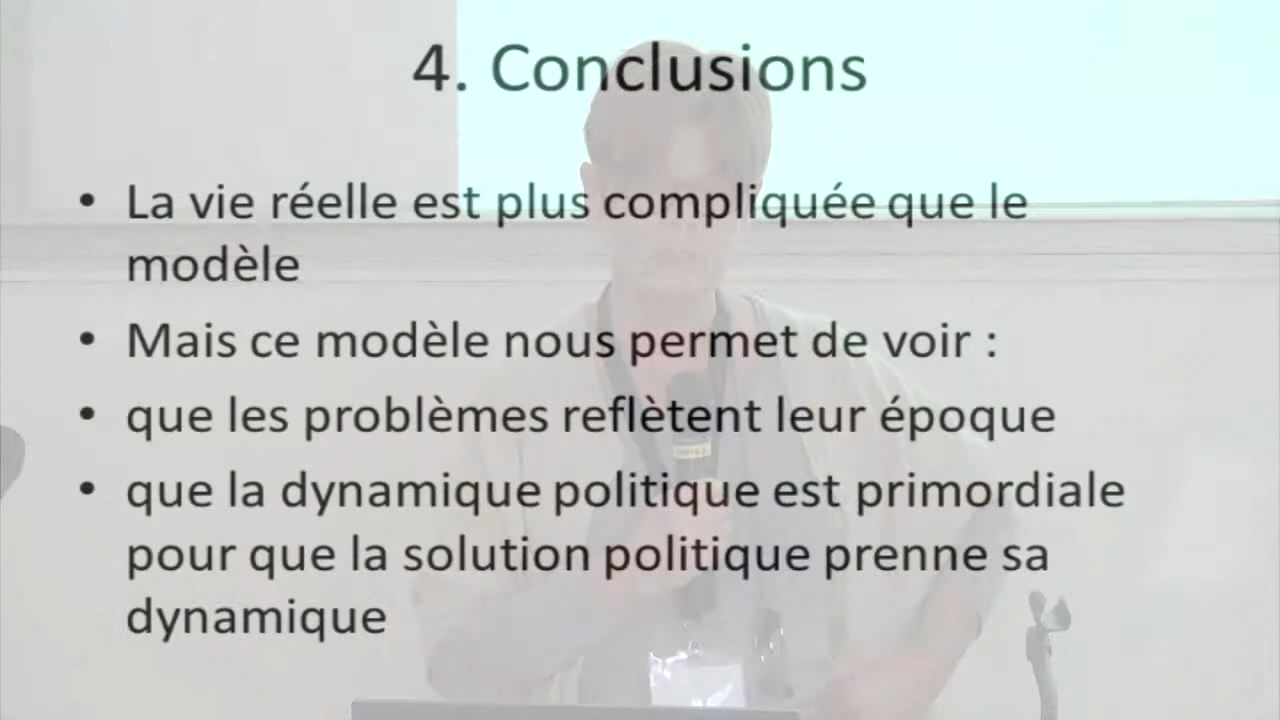 4. Conclusions
• La vie réelle est plus compliquée que le
modèle
• Mais ce modèle nous permet de voir :
• que les problèmes reflètent leur époque
• que la dynamique politique est primordiale
pour que la solution politique prenne sa
dynamique